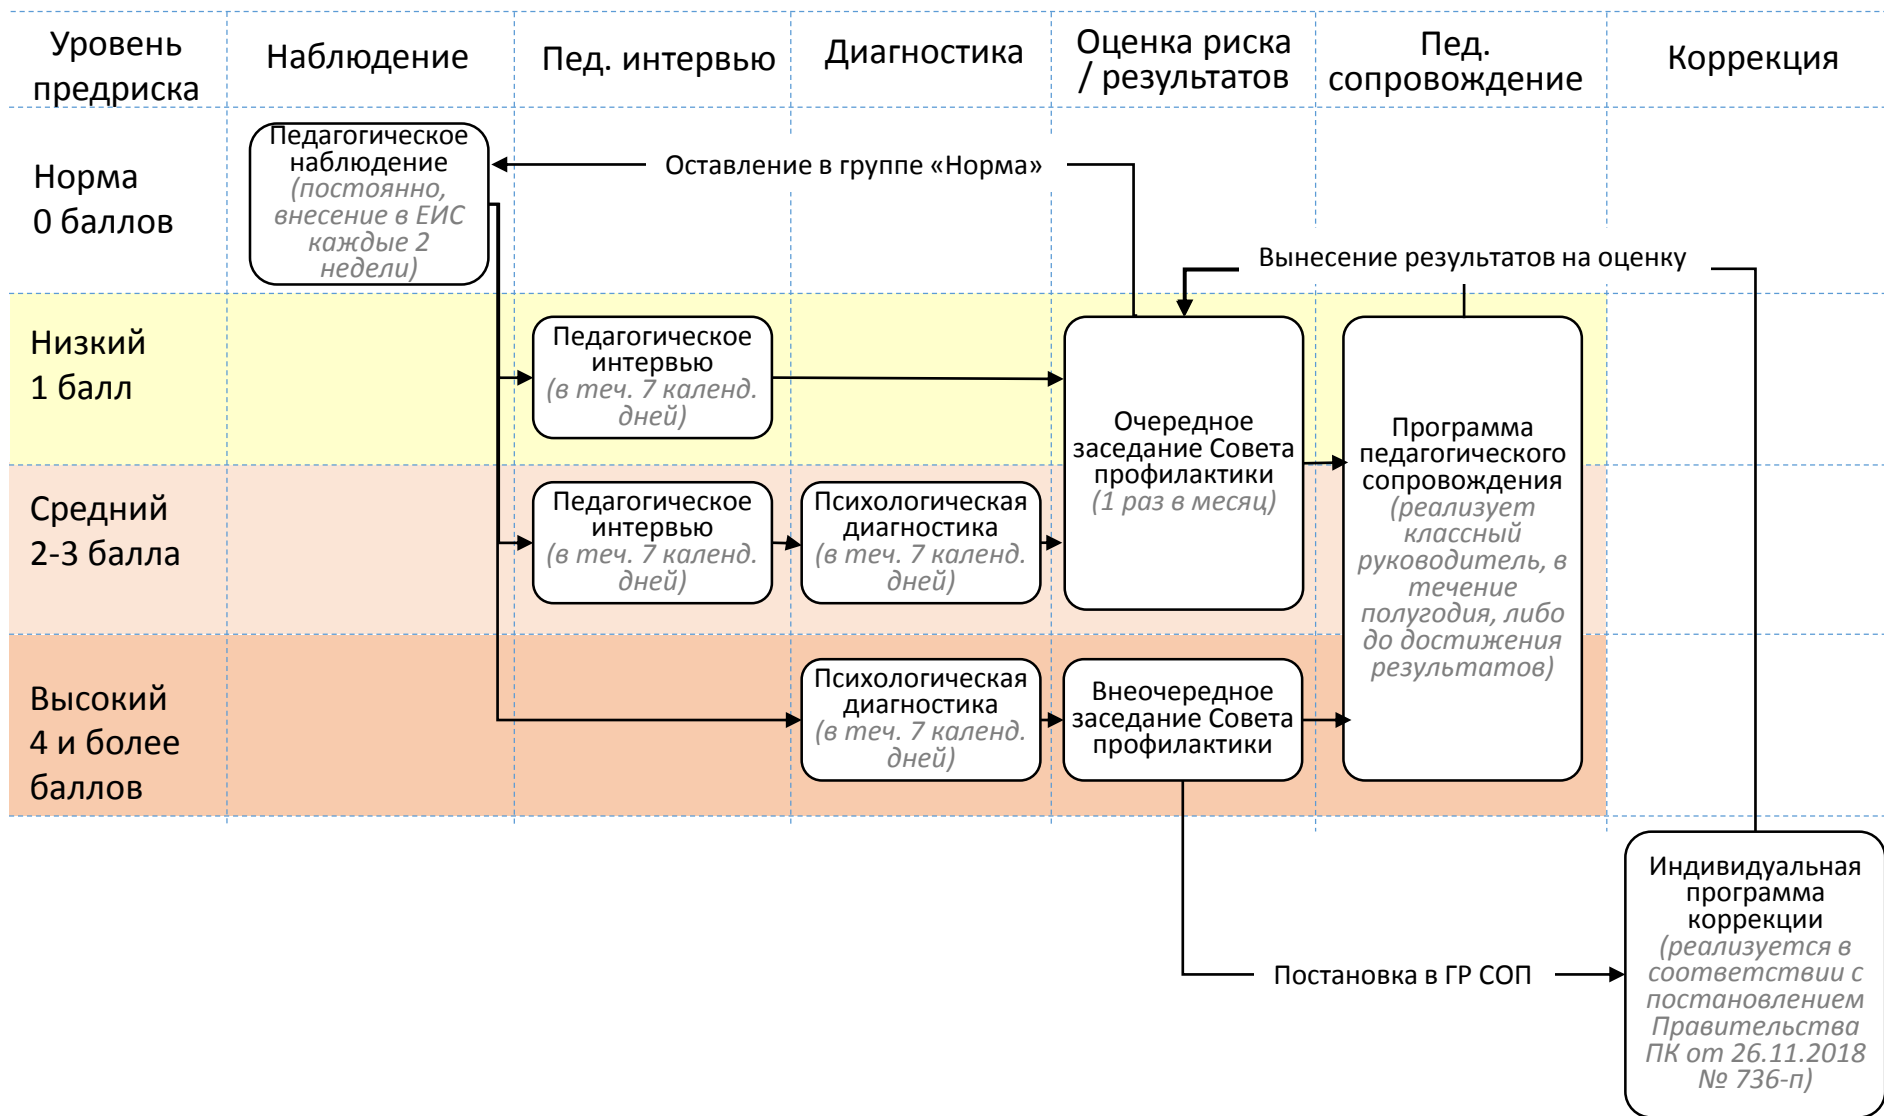 Уровень
предриска
Наблюдение
Пед. интервью
Диагностика
Оценка риска
/ результатов
Пед.
сопровождение
Коррекция
Норма
0 баллов
Педагогическое
наблюдение
(постоянно,
внесение в ЕИС
каждые 2
недели)
Оставление в группе «Норма»
Вынесение результатов на оценку
Низкий
1 балл
Педагогическое
интервью
(в теч. 7 календ.
дней)
Очередное
заседание Совета
профилактики
(1 раз в месяц)
Программа
педагогического
сопровождения
(реализует
классный
руководитель, в
течение
полугодия, либо
до достижения
результатов)
Средний
2-3 балла
Педагогическое
интервью
(в теч. 7 календ.
дней)
Психологическая
диагностика
(в теч. 7 календ.
дней)
Высокий
4 и более
баллов
Психологическая
диагностика
(в теч. 7 календ.
дней)
Внеочередное
заседание Совета
профилактики
Постановка в ГР СОП
Индивидуальная
программа
коррекции
(реализуется в
соответствии с
постановлением
Правительства
ПК от 26.11.2018
№ 736-п)